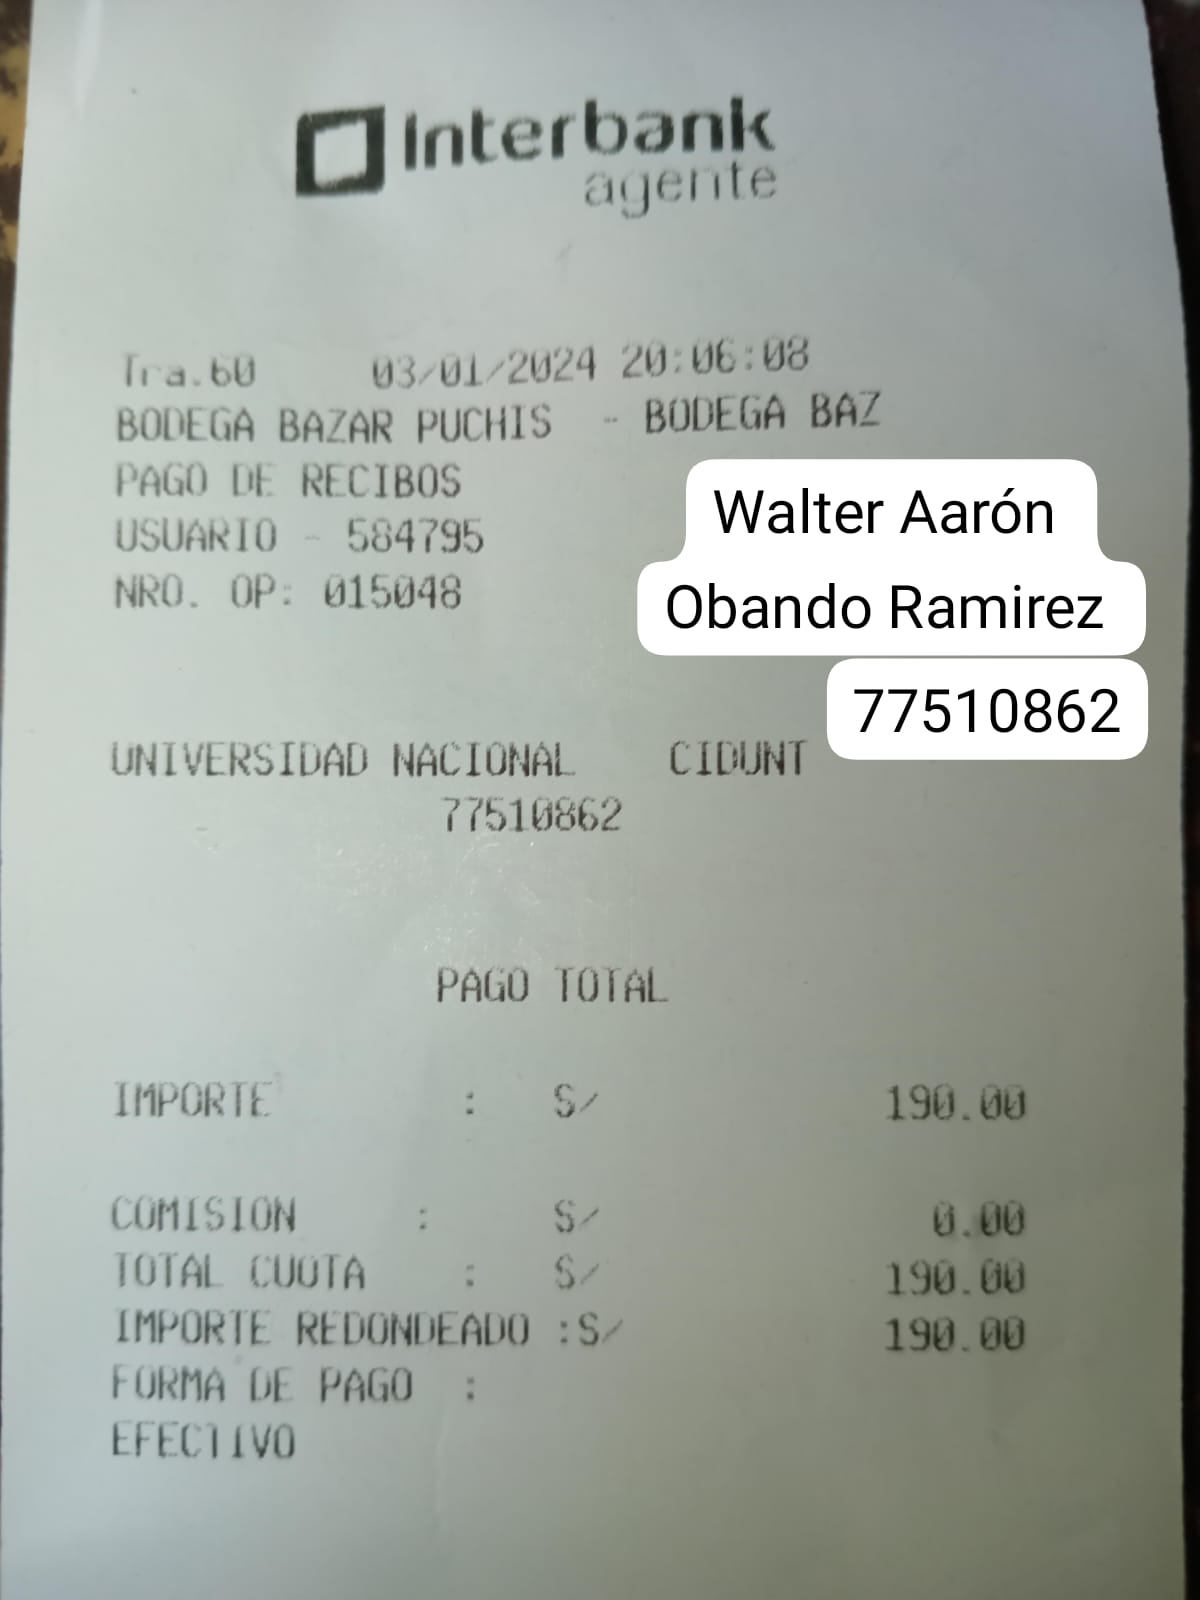 Interbank
agente
Tra.60 03/01/2024 20:06:08
BODEGA BAZAR PUCHIS - BODEGA BAZ
PAGO DE RECIBOS
USUARIO - 584795
NRO. OP: 015048
Walter Aarón
Obando Ramirez
77510862
UNIVERSIDAD NACIONAL CIDUNT
77510862
PAGO TOTAL
IMPORTE : S/ 190.00
COMISION : S/ 0.00
TOTAL CUOTA : S/ 190.00
IMPORTE REDONDEADO :S/ 190.00
FORMA DE PAGO :
EFECTIVO